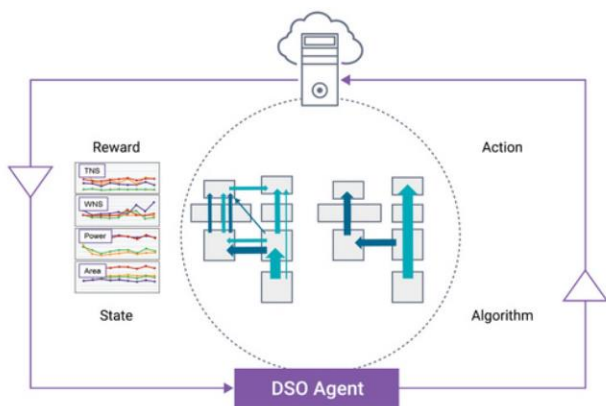 Reward
Action
TNS
WNS
Power
Area
State
Algorithm
DSO Agent